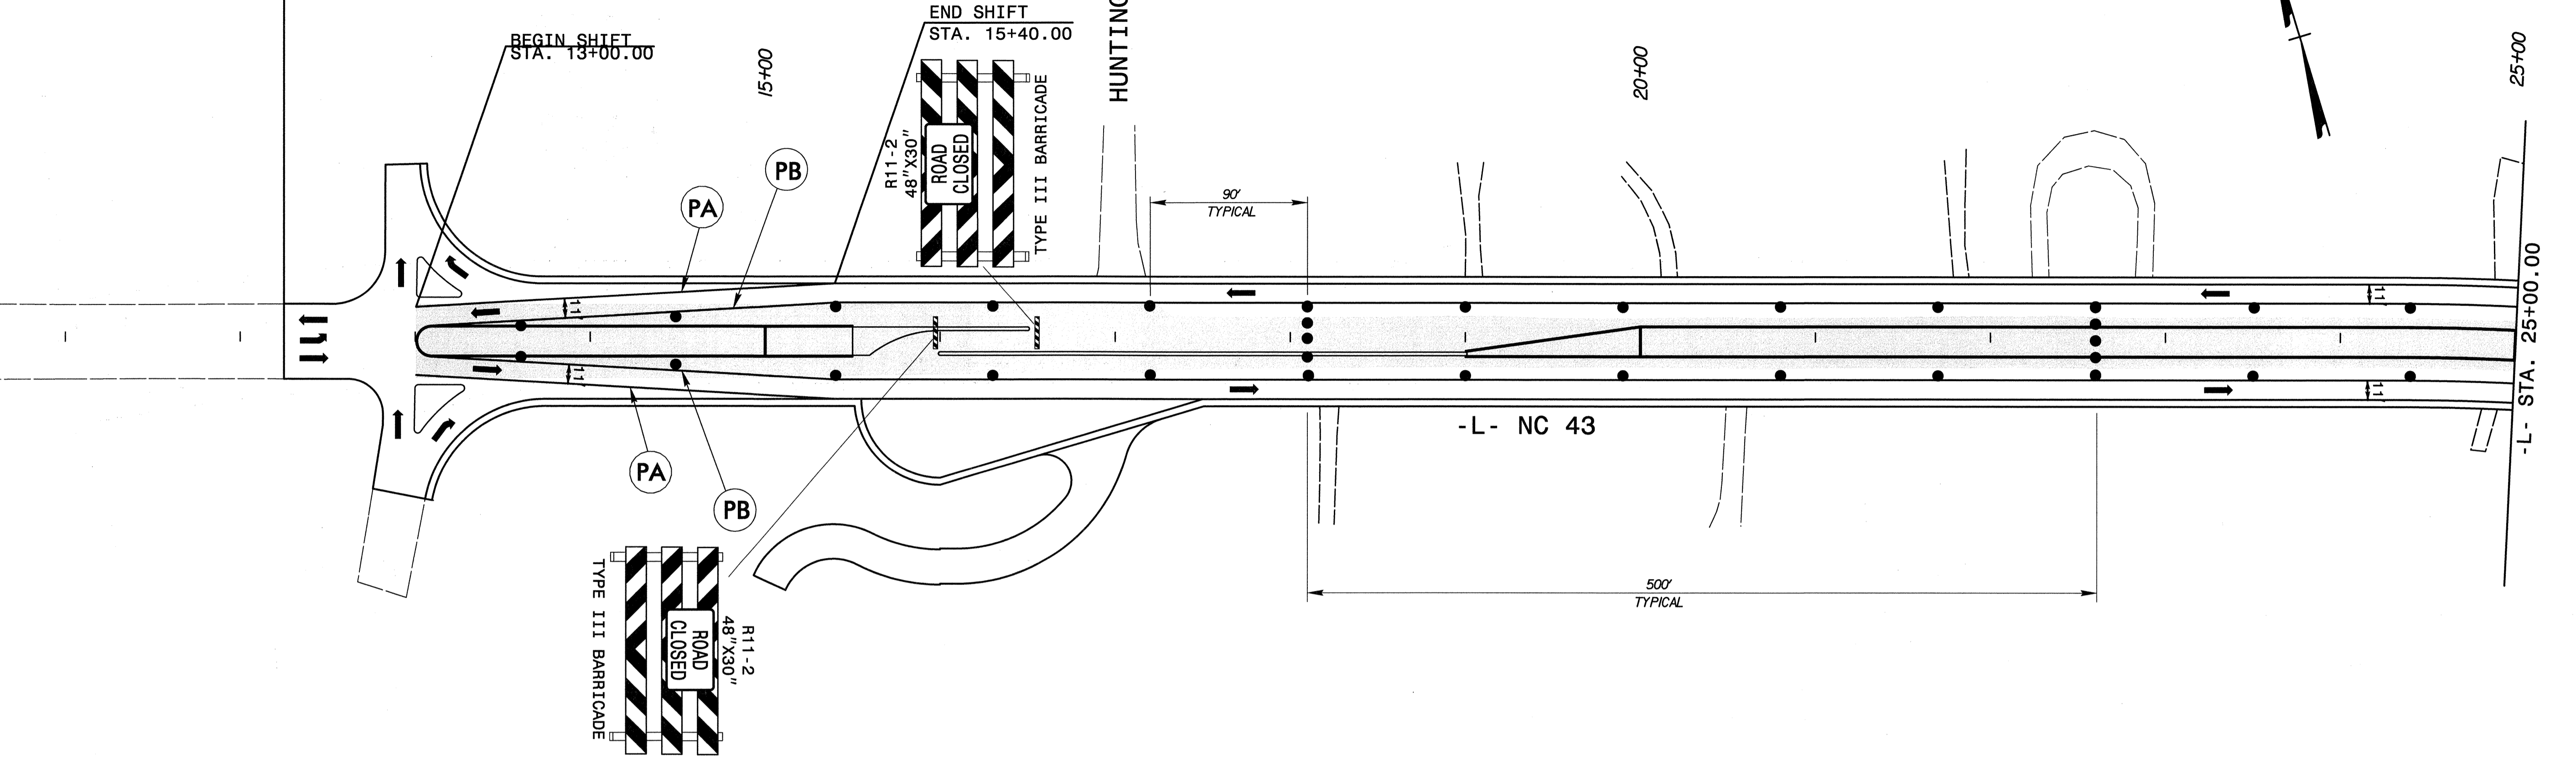 BEGIN SHIFT
STA. 13+00.00
15+00
END SHIFT
STA. 15+40.00
R11-2
48"X30"
ROAD
CLOSED
TYPE III BARRICADE
20+00
25+00
PA
PB
90'
TYPICAL
11'
11'
11'
11'
PA
PB
-L- NC 43
500'
TYPICAL
-L- STA. 25+00.00
TYPE III BARRICADE
ROAD
CLOSED
R11-2
48"X30"